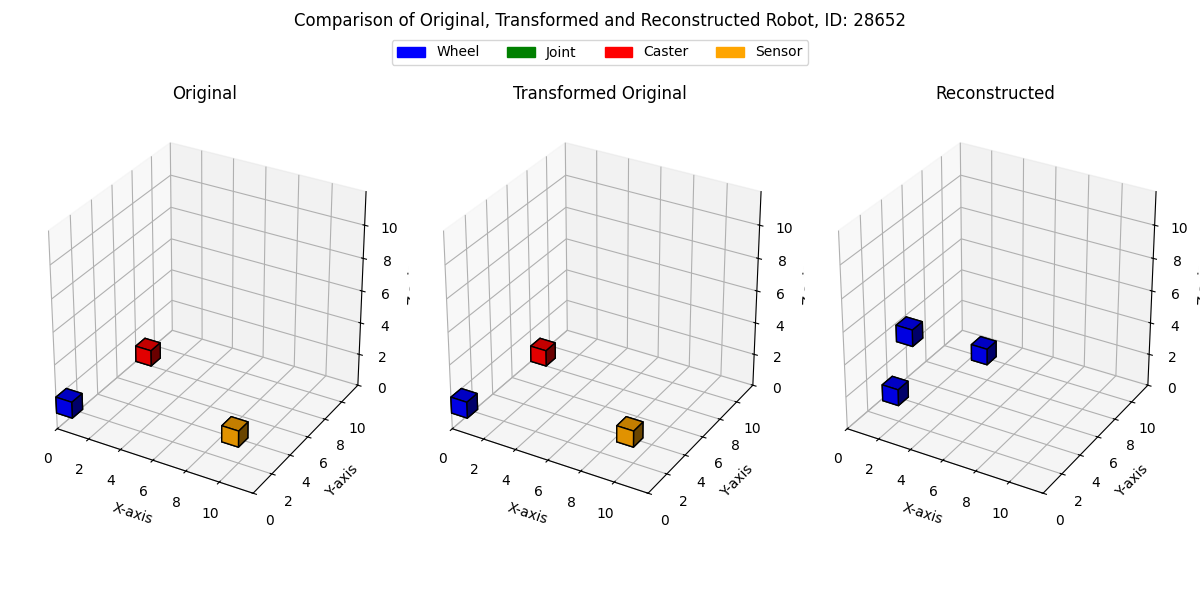 Comparison of Original, Transformed and Reconstructed Robot, ID: 28652
Wheel Joint Caster Sensor
Original Transformed Original Reconstructed
10 10 10
8 8 8
6 6 6
4 4 4
2 2 2
0 0 0
10 10 10
8 8 8
6 6 6
4 4 4
2 2 2
0 0 0
0 2 4 6 8 10 0 2 4 6 8 10 0 2 4 6 8 10
X-axis Y-axis X-axis Y-axis X-axis Y-axis